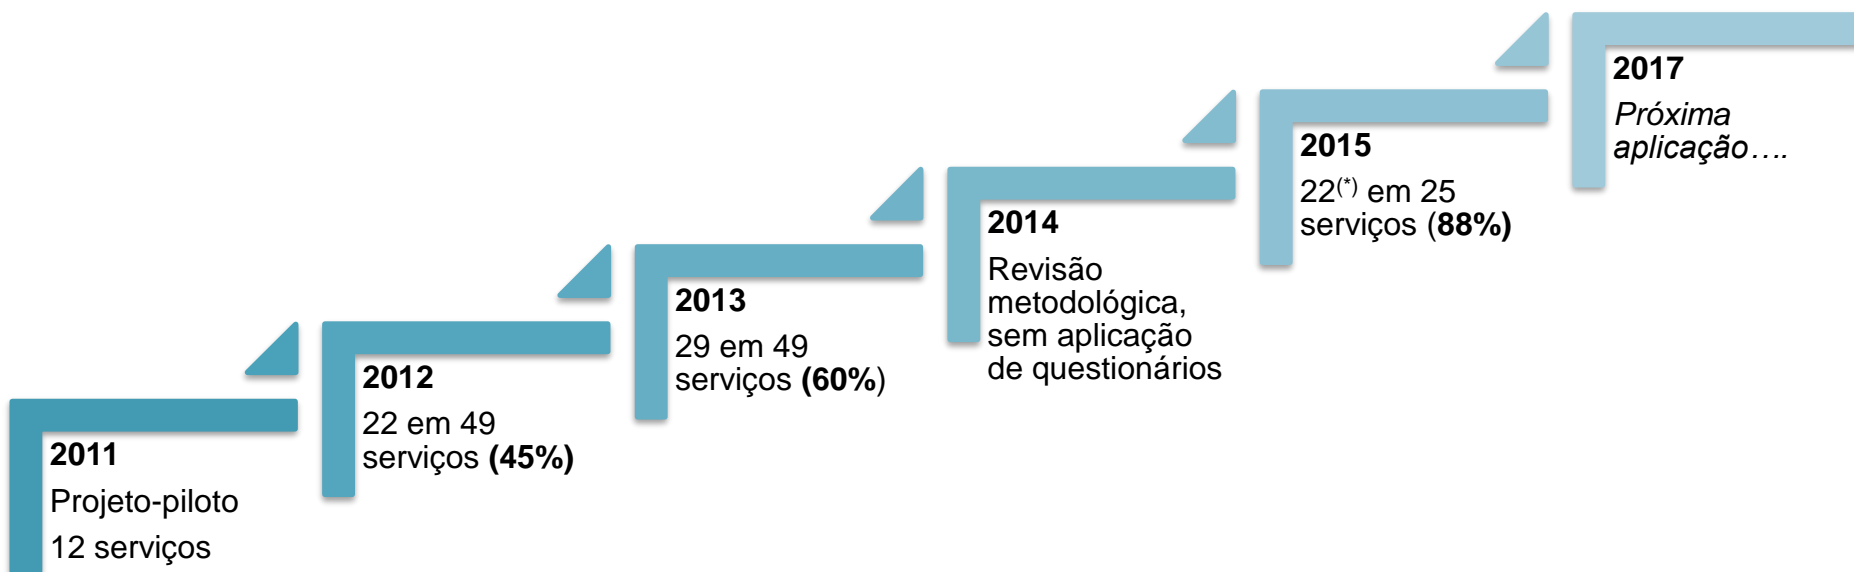 2011
Projeto-piloto
12 serviços
2012
22 em 49
serviços (45%)
2013
29 em 49
serviços (60%)
2014
Revisão
metodológica,
sem aplicação
de questionários
2015
22(*) em 25
serviços (88%)
2017
Próxima
aplicação….